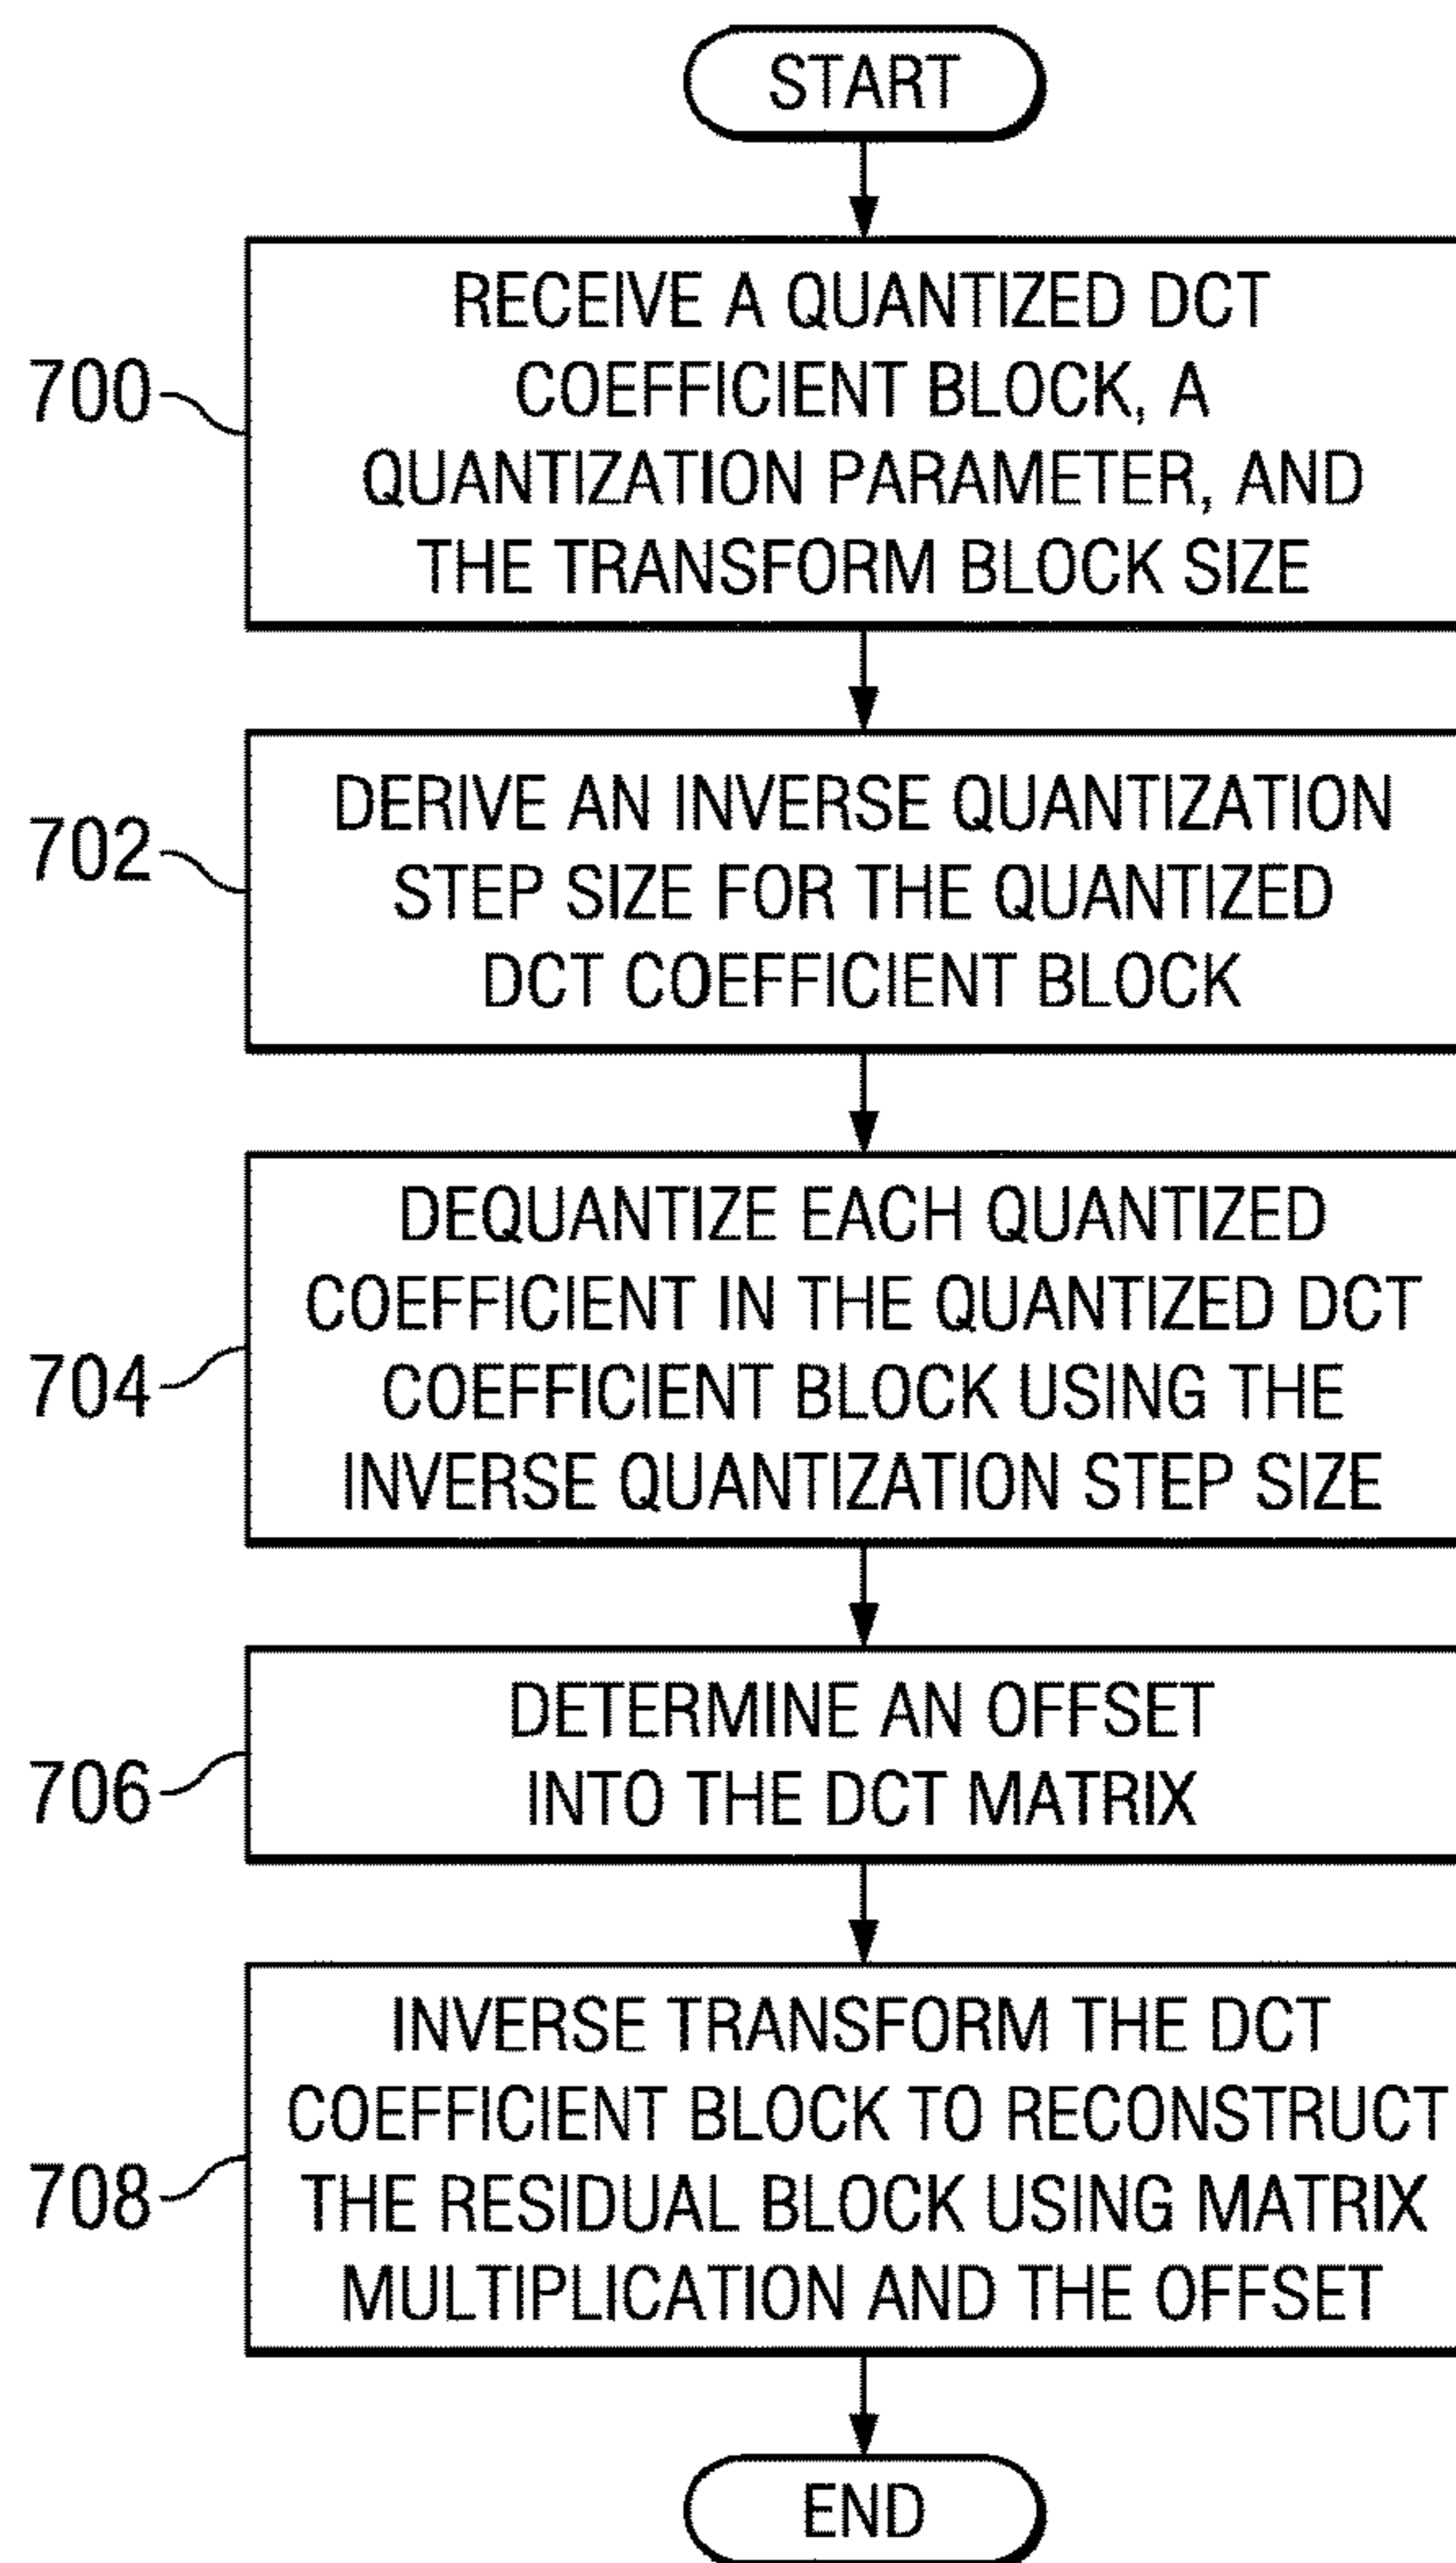 START
700
RECEIVE A QUANTIZED DCT
COEFFICIENT BLOCK, A
QUANTIZATION PARAMETER, AND
THE TRANSFORM BLOCK SIZE
702
DERIVE AN INVERSE QUANTIZATION
STEP SIZE FOR THE QUANTIZED
DCT COEFFICIENT BLOCK
704
DEQUANTIZE EACH QUANTIZED
COEFFICIENT IN THE QUANTIZED DCT
COEFFICIENT BLOCK USING THE
INVERSE QUANTIZATION STEP SIZE
706
DETERMINE AN OFFSET
INTO THE DCT MATRIX
708
INVERSE TRANSFORM THE DCT
COEFFICIENT BLOCK TO RECONSTRUCT
THE RESIDUAL BLOCK USING MATRIX
MULTIPLICATION AND THE OFFSET
END